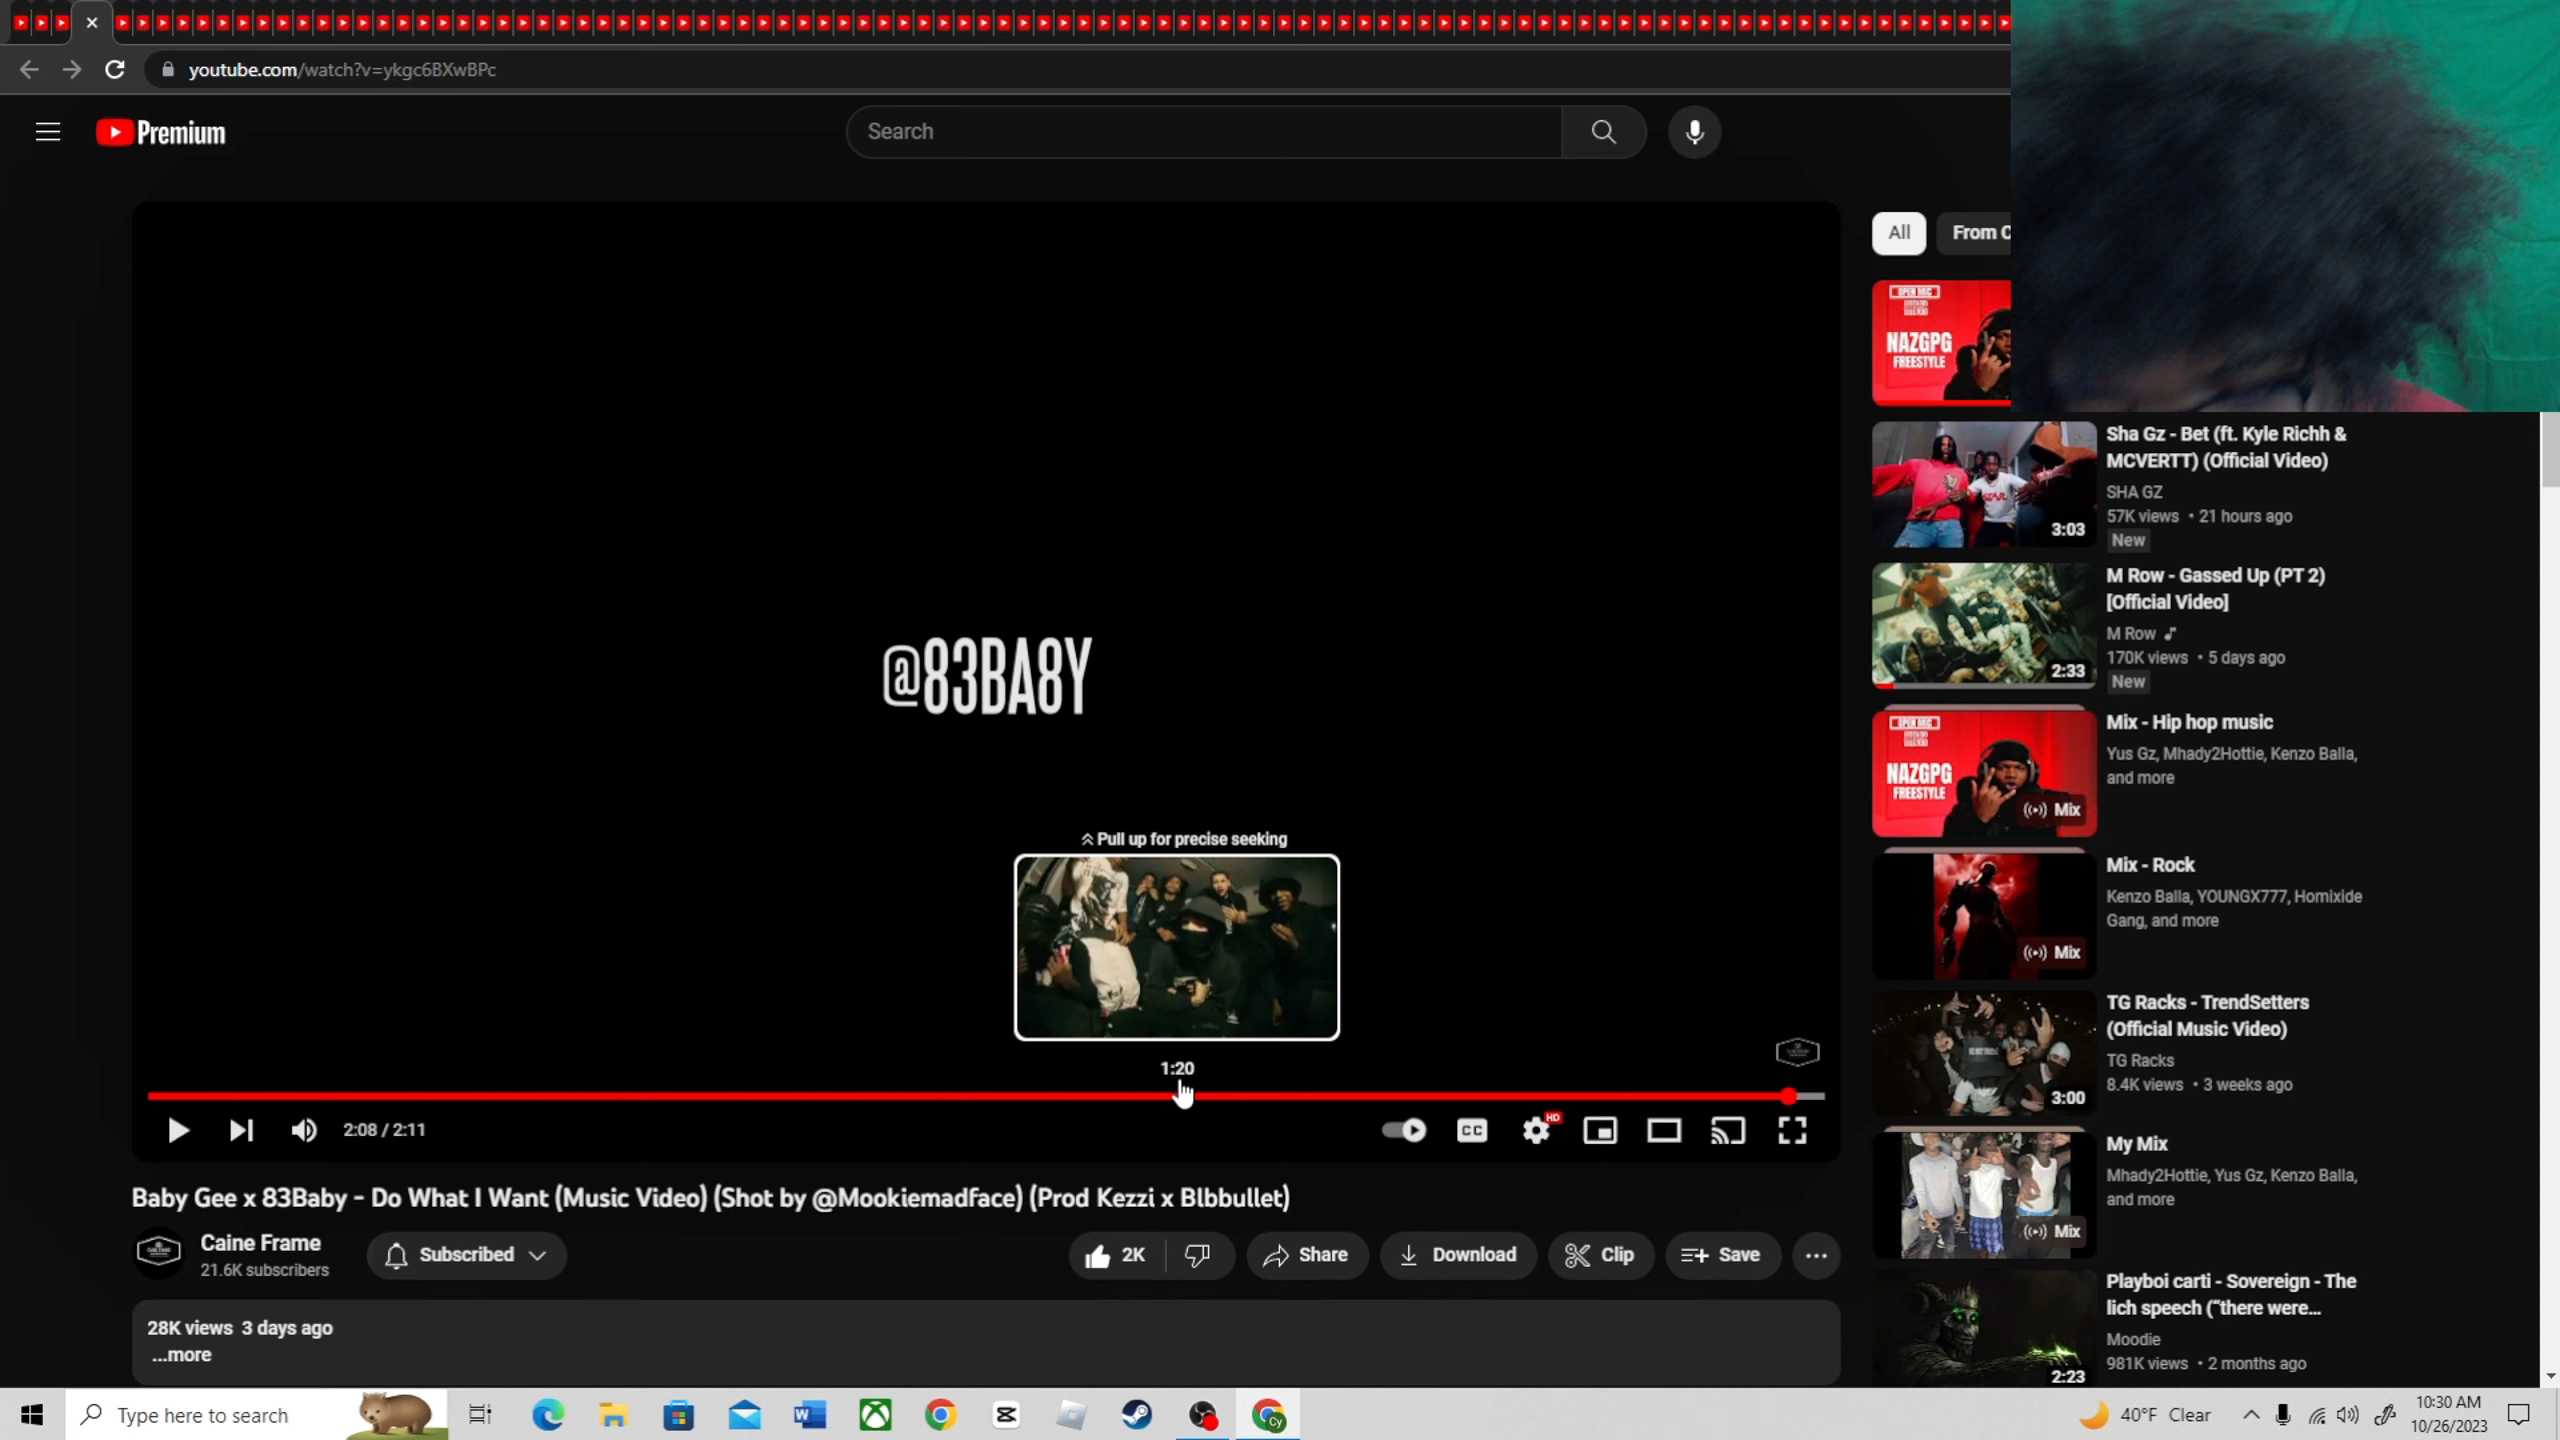 youtube.com/watch?v=ykgc6BXwBPc
Premium
Search
@83BA8Y
Pull up for precise seeking
1:20
2:08 / 2:11
CC
HD
Baby Gee x 83Baby - Do What I Want (Music Video) (Shot by @Mookiemadface) (Prod Kezzi x Blbbullet)
Caine Frame
21.6K subscribers
Subscribed
2K
Share
Download
Clip
Save
28K views 3 days ago
...more
All
From C
OPEN MIC
NAZGPG
FREESTYLE
Sha Gz - Bet (ft. Kyle Richh &
MCVERTT) (Official Video)
SHA GZ
57K views • 21 hours ago
New
3:03
M Row - Gassed Up (PT 2)
[Official Video]
M Row
170K views • 5 days ago
New
2:33
OPEN MIC
NAZGPG
FREESTYLE
Mix
Mix - Hip hop music
Yus Gz, Mhady2Hottie, Kenzo Balla,
and more
Mix - Rock
Kenzo Balla, YOUNGX777, Homixide
Gang, and more
Mix
TG Racks - TrendSetters
(Official Music Video)
TG Racks
8.4K views • 3 weeks ago
3:00
My Mix
Mhady2Hottie, Yus Gz, Kenzo Balla,
and more
Mix
Playboi carti - Sovereign - The
lich speech ("there were...
Moodie
981K views • 2 months ago
2:23
Type here to search
Cy
40°F Clear
10:30 AM
10/26/2023